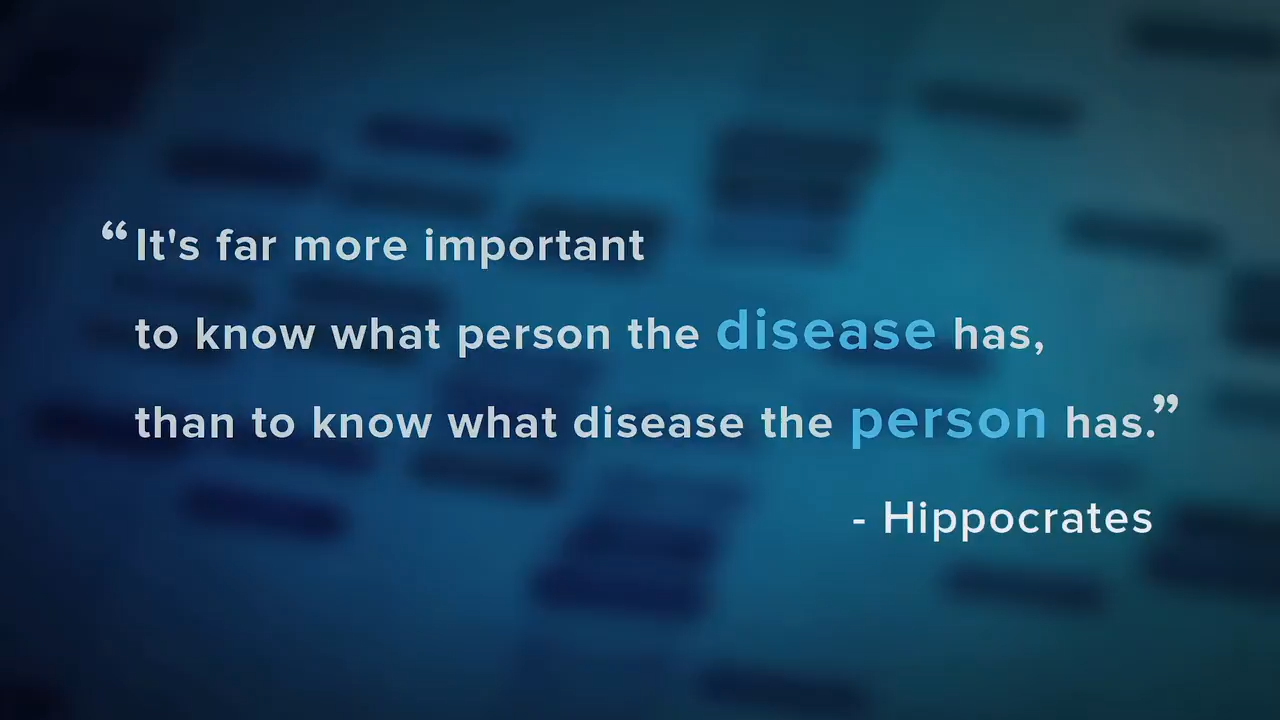 “It's far more important
to know what person the disease has,
than to know what disease the person has.”
- Hippocrates